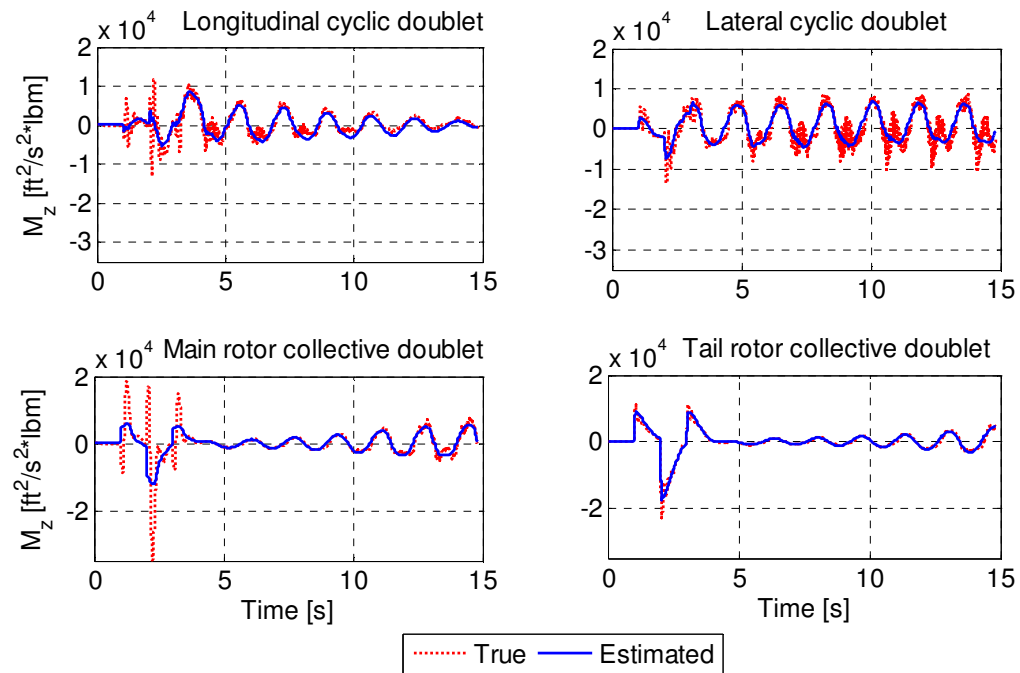 x 10^4 Longitudinal cyclic doublet
M_z [ft^2/s^2*lbm]
2
1
0
-1
-2
-3
0 5 10 15
x 10^4 Lateral cyclic doublet
2
1
0
-1
-2
-3
0 5 10 15
x 10^4 Main rotor collective doublet
M_z [ft^2/s^2*lbm]
2
0
-2
0 5 10 15
Time [s]
x 10^4 Tail rotor collective doublet
2
0
-2
0 5 10 15
Time [s]
True Estimated